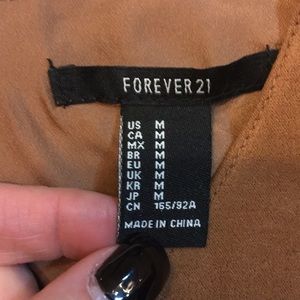 FOREVER 21
US M
CA M
MX M
BR M
EU M
UK M
KR M
JP M
CN 165/92A
MADE IN CHINA